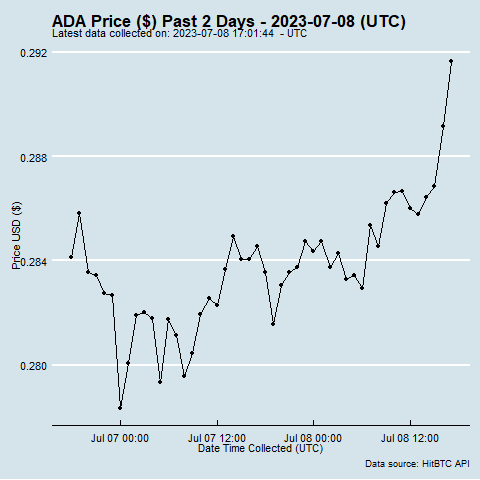 ADA Price ($) Past 2 Days - 2023-07-08 (UTC)
Latest data collected on: 2023-07-08 17:01:44 - UTC
0.292
0.288
0.284
0.280
Price USD ($)
Jul 07 00:00 Jul 07 12:00 Jul 08 00:00 Jul 08 12:00
Date Time Collected (UTC)
Data source: HitBTC API